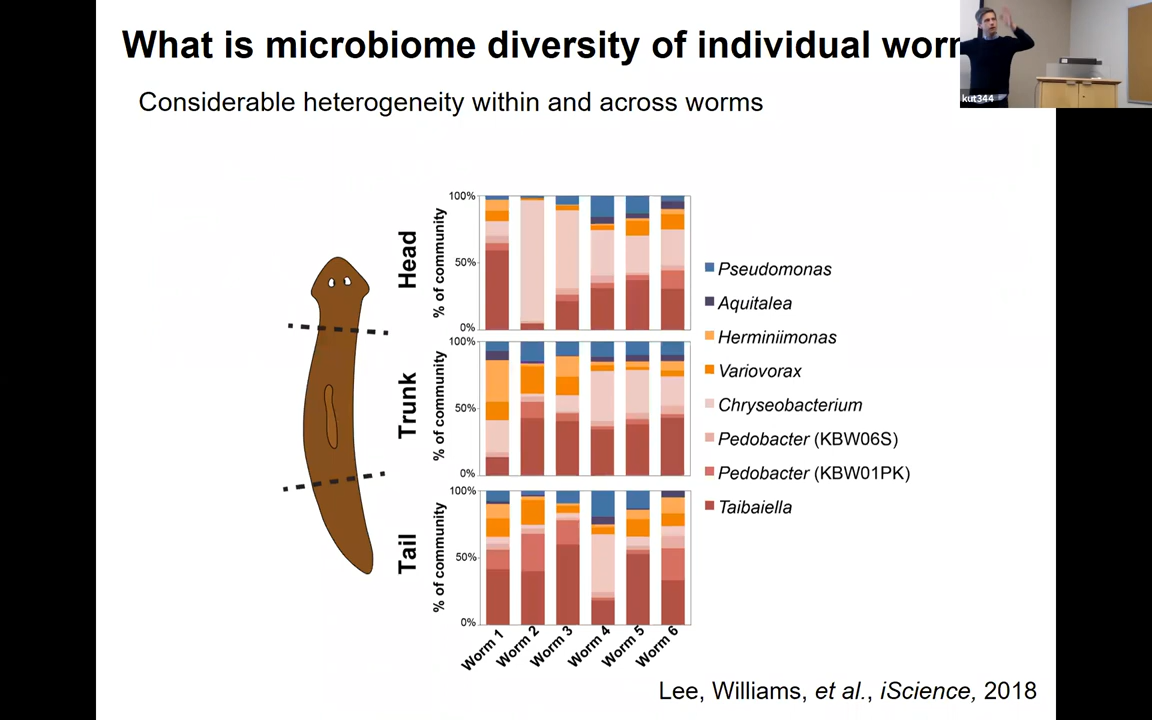 What is microbiome diversity of individual
Considerable heterogeneity within and across worms
kut344
Head
% of community
100%
50%
0%
Trunk
% of community
100%
50%
0%
Tail
% of community
100%
50%
0%
Worm 1
Worm 2
Worm 3
Worm 4
Worm 5
Worm 6
Pseudomonas
Aquitalea
Herminiimonas
Variovorax
Chryseobacterium
Pedobacter (KBW06S)
Pedobacter (KBW01PK)
Taibaiella
Lee, Williams, et al., iScience, 2018